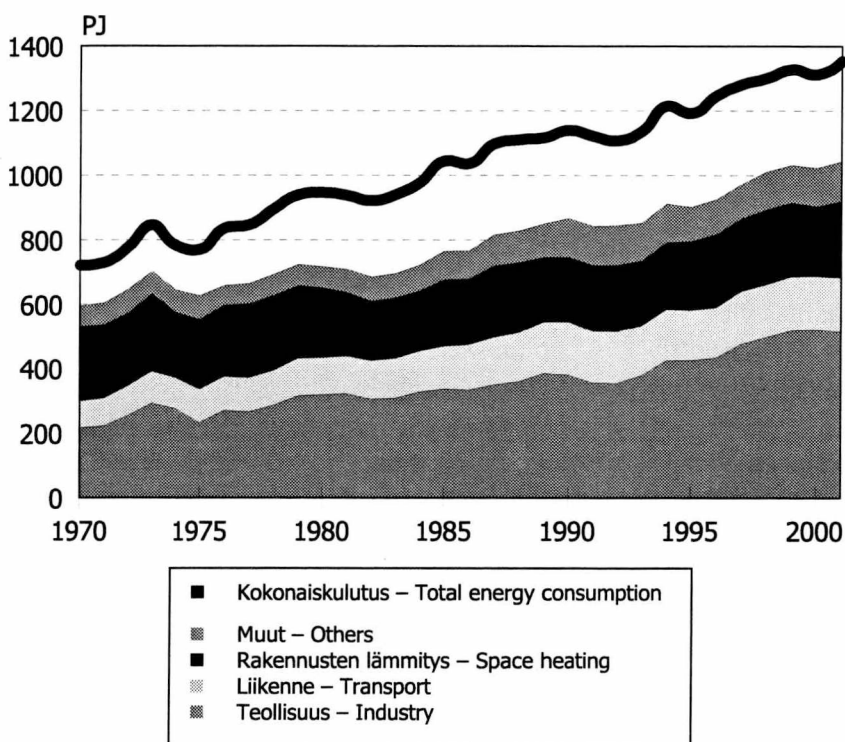 PJ
1400
1200
1000
800
600
400
200
0
1970 1975 1980 1985 1990 1995 2000
Kokonaiskulutus – Total energy consumption
Muut – Others
Rakennusten lämmitys – Space heating
Liikenne – Transport
Teollisuus – Industry